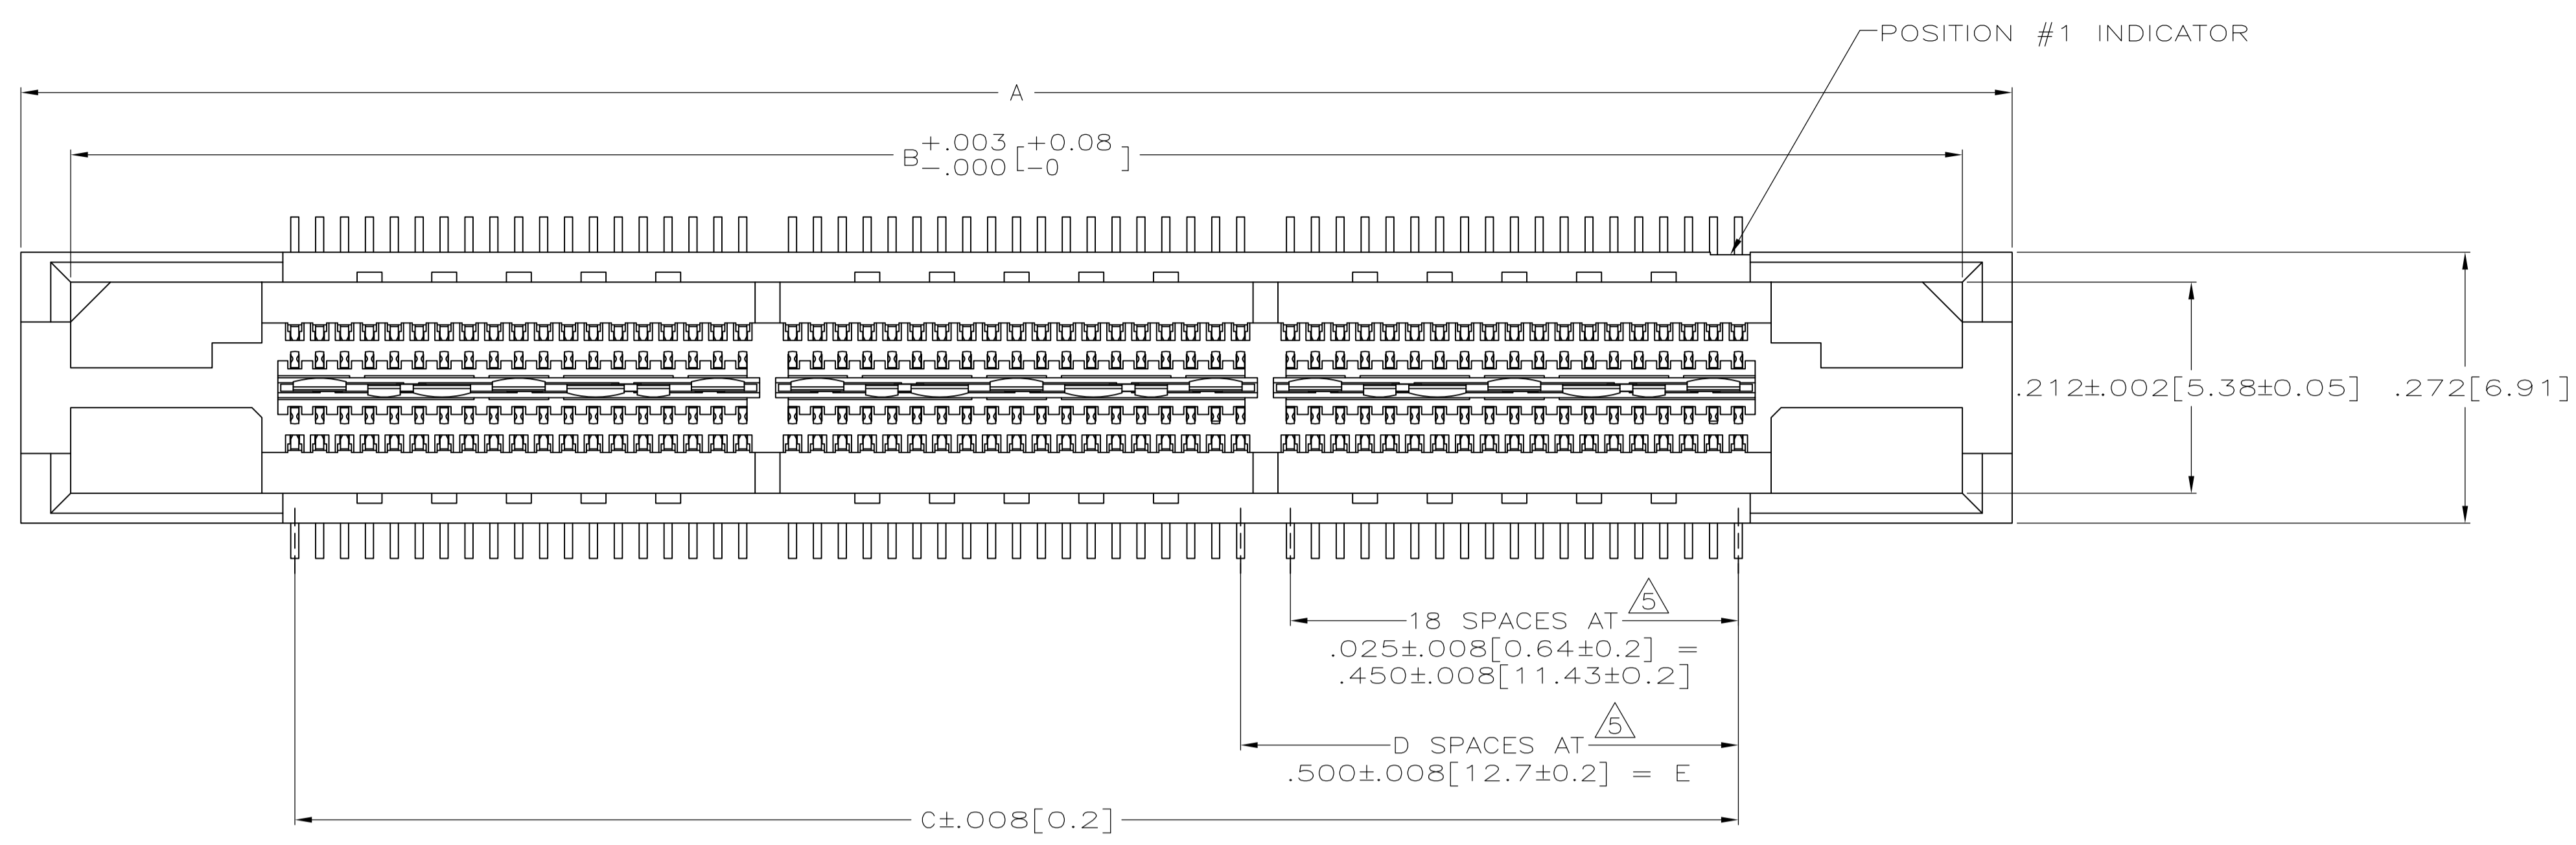 POSITION #1 INDICATOR
A
B+.003 [+0.08
-.000 -0 ]
.212±.002[5.38±0.05]
.272[6.91]
5
18 SPACES AT
.025±.008[0.64±0.2] =
.450±.008[11.43±0.2]
5
D SPACES AT
.500±.008[12.7±0.2] = E
C±.008[0.2]